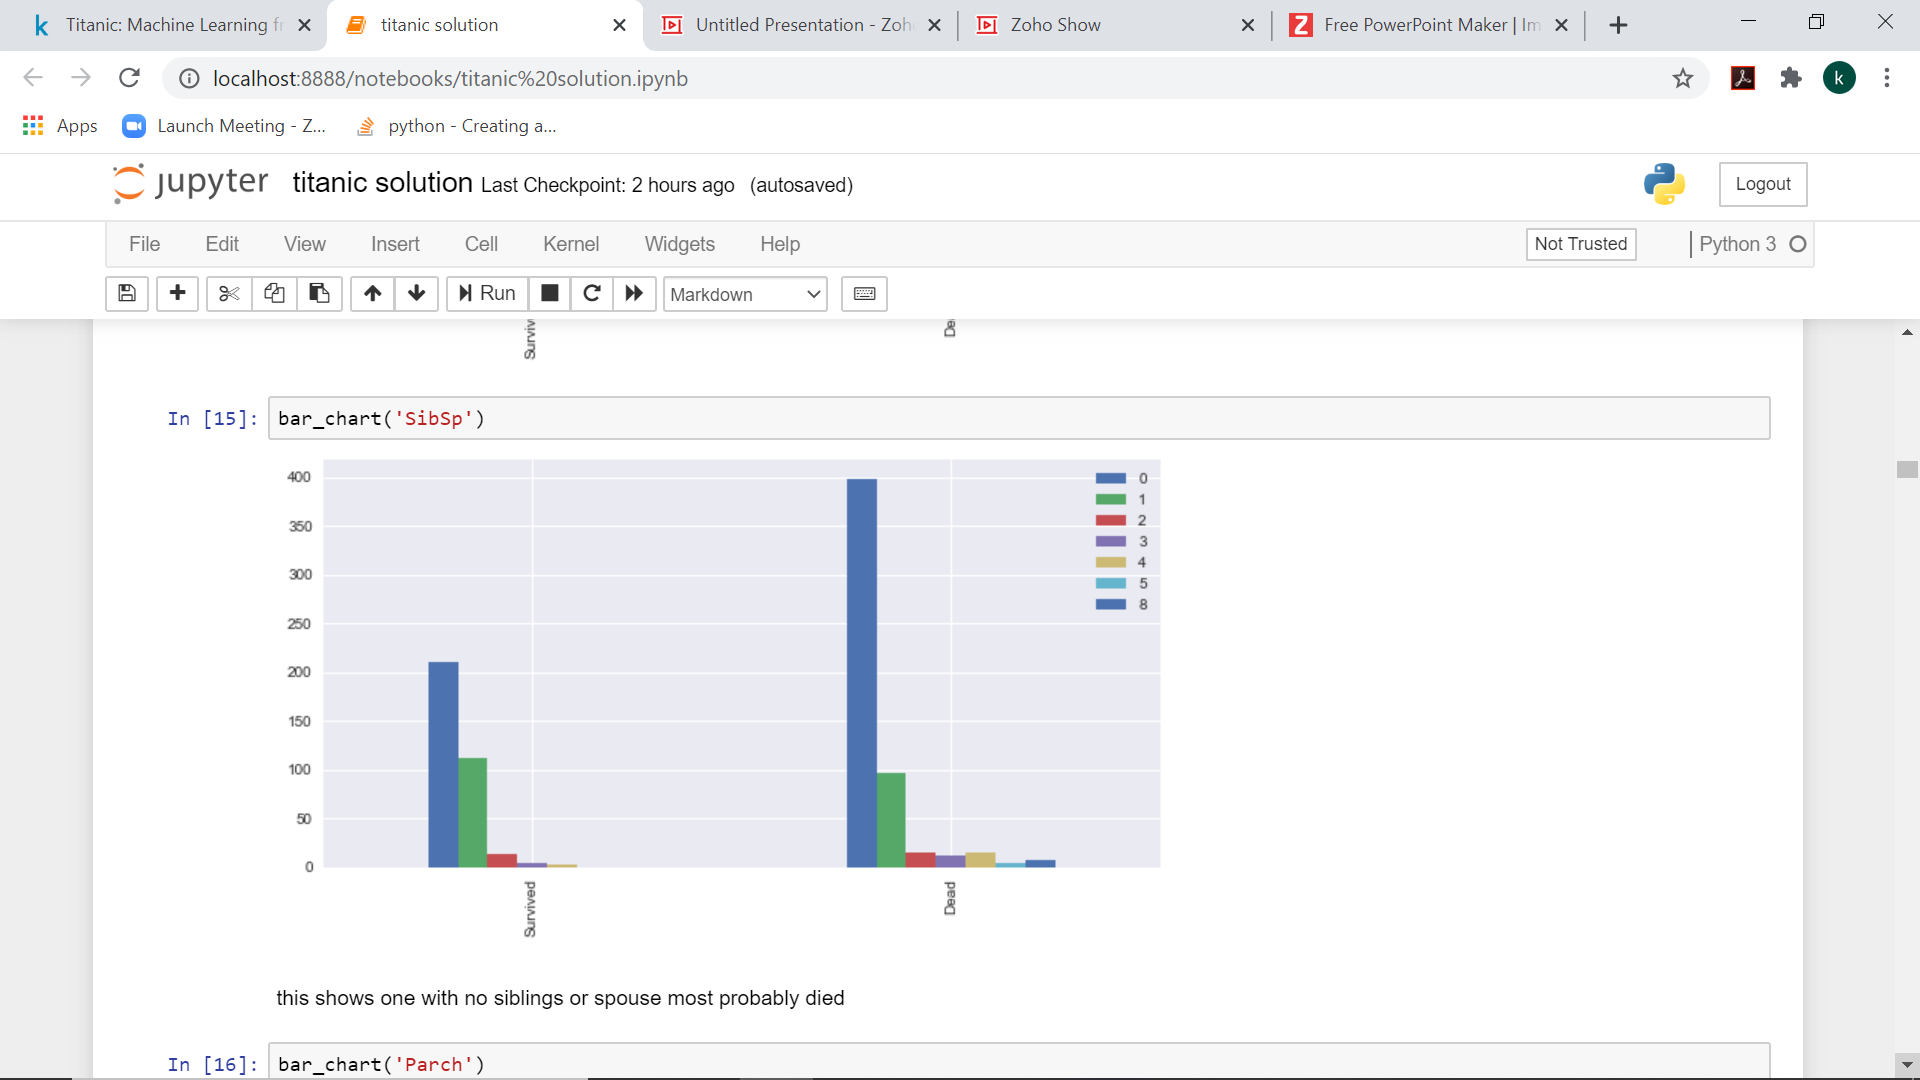 Titanic: Machine Learning fr
titanic solution
Untitled Presentation - Zoh
Zoho Show
Free PowerPoint Maker | Im
localhost:8888/notebooks/titanic%20solution.ipynb
k
Apps
Launch Meeting - Z...
python - Creating a...
jupyter titanic solution Last Checkpoint: 2 hours ago (autosaved)
Logout
File Edit View Insert Cell Kernel Widgets Help
Not Trusted
Python 3
Run
Markdown
Surviv
De
In [15]: bar_chart('SibSp')
400
350
300
250
200
150
100
50
0
0
1
2
3
4
5
8
Survived
Dead
this shows one with no siblings or spouse most probably died
In [16]: bar_chart('Parch')